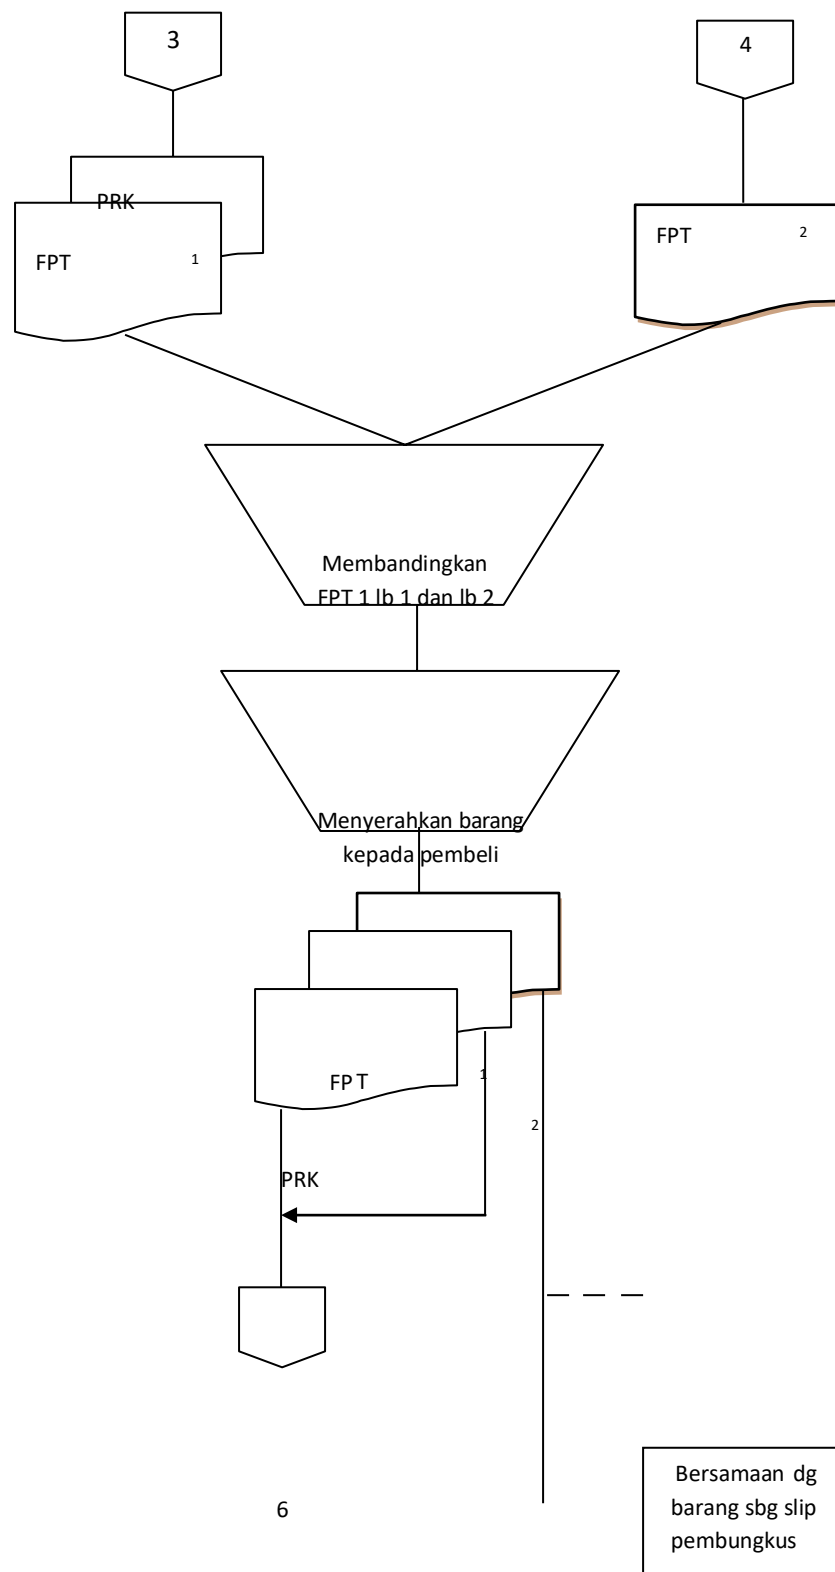 3
4
PRK
FPT 1
FPT 2
Membandingkan
FPT 1 lb 1 dan lb 2
Menyerahkan barang
kepada pembeli
FPT 1
2
PRK
6
Bersamaan dg
barang sbg slip
pembungkus